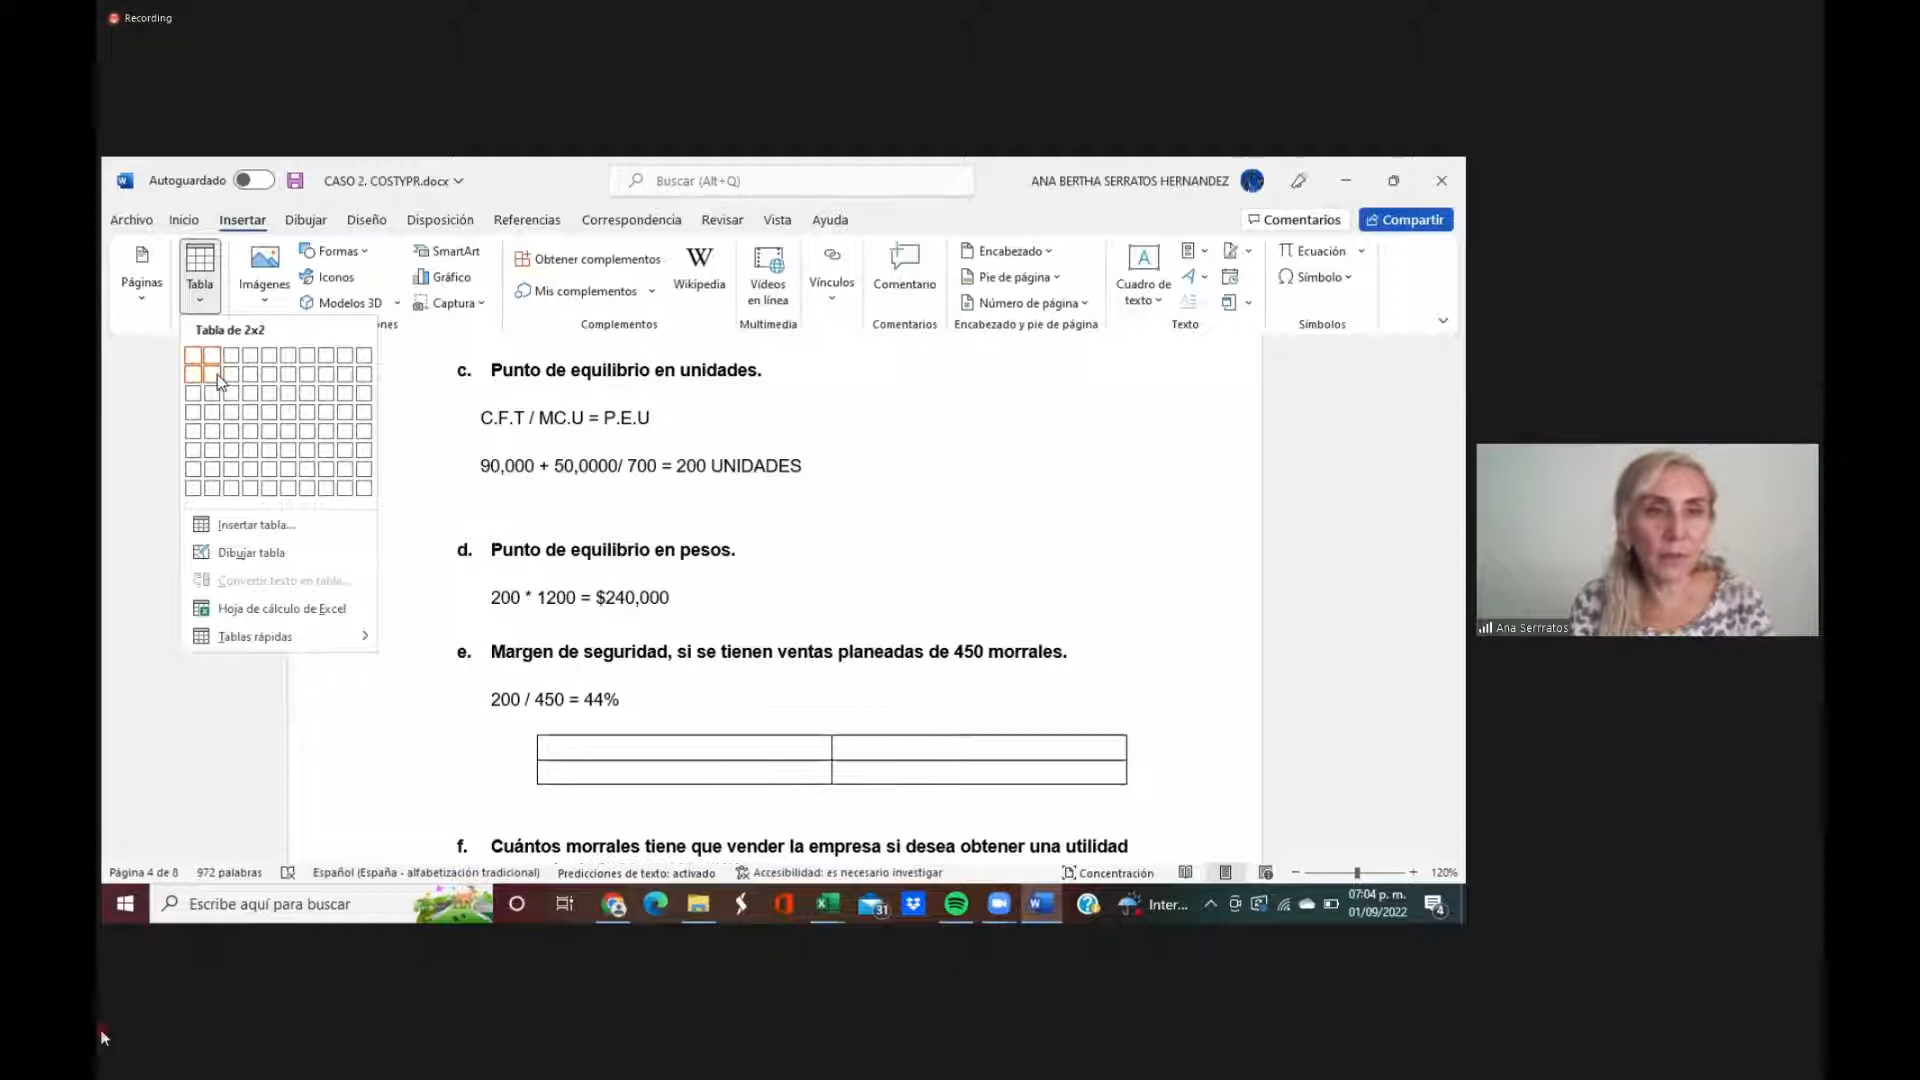 Recording
Autoguardado
CASO 2. COSTYPR.docx
Buscar (Alt+Q)
ANA BERTHA SERRATOS HERNANDEZ
Archivo Inicio Insertar Dibujar Diseño Disposición Referencias Correspondencia Revisar Vista Ayuda
Comentarios
Compartir
Páginas
Tabla
Imágenes
Formas
Iconos
Modelos 3D
SmartArt
Gráfico
Captura
Obtener complementos
Mis complementos
Wikipedia
Vídeos en línea
Vínculos
Comentario
Encabezado
Pie de página
Número de página
Cuadro de texto
Ecuación
Símbolo
nes
Complementos
Multimedia
Comentarios
Encabezado y pie de página
Texto
Símbolos
Tabla de 2x2
Insertar tabla...
Dibujar tabla
Convertir texto en tabla...
Hoja de cálculo de Excel
Tablas rápidas
c. Punto de equilibrio en unidades.
C.F.T / MC.U = P.E.U
90,000 + 50,0000/ 700 = 200 UNIDADES
d. Punto de equilibrio en pesos.
200 * 1200 = $240,000
e. Margen de seguridad, si se tienen ventas planeadas de 450 morrales.
200 / 450 = 44%
f. Cuántos morrales tiene que vender la empresa si desea obtener una utilidad
Ana Serrratos
Página 4 de 8
972 palabras
Español (España - alfabetización tradicional)
Predicciones de texto: activado
Accesibilidad: es necesario investigar
Concentración
120%
Escribe aquí para buscar
31
Inter...
07:04 p. m.
01/09/2022
4